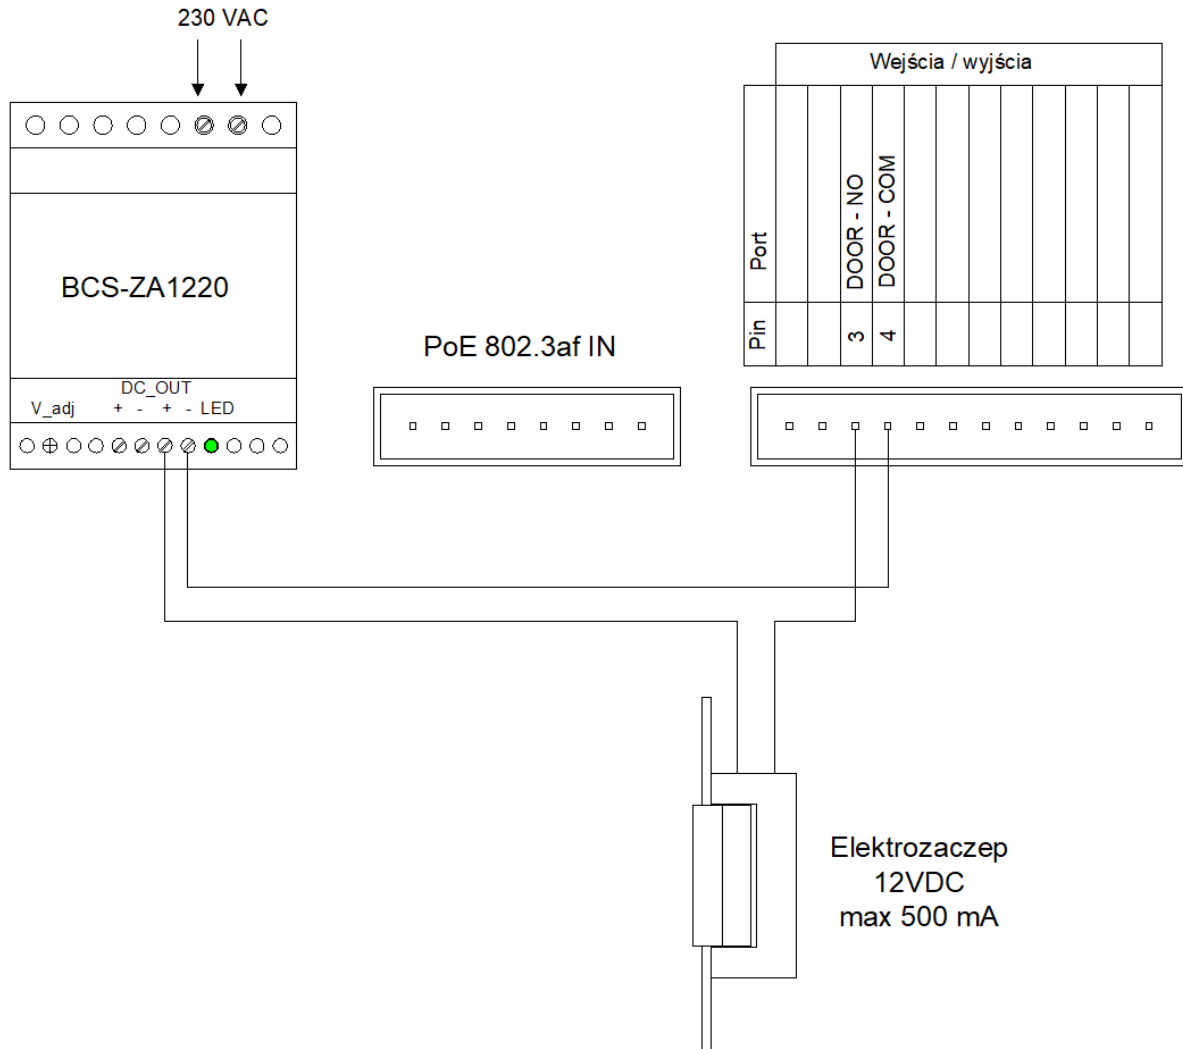 230 VAC
BCS-ZA1220
DC_OUT
V_adj + - + - LED
PoE 802.3af IN
Wejścia / wyjścia
Port
DOOR - NO
DOOR - COM
Pin
3
4
Elektrozaczep
12VDC
max 500 mA